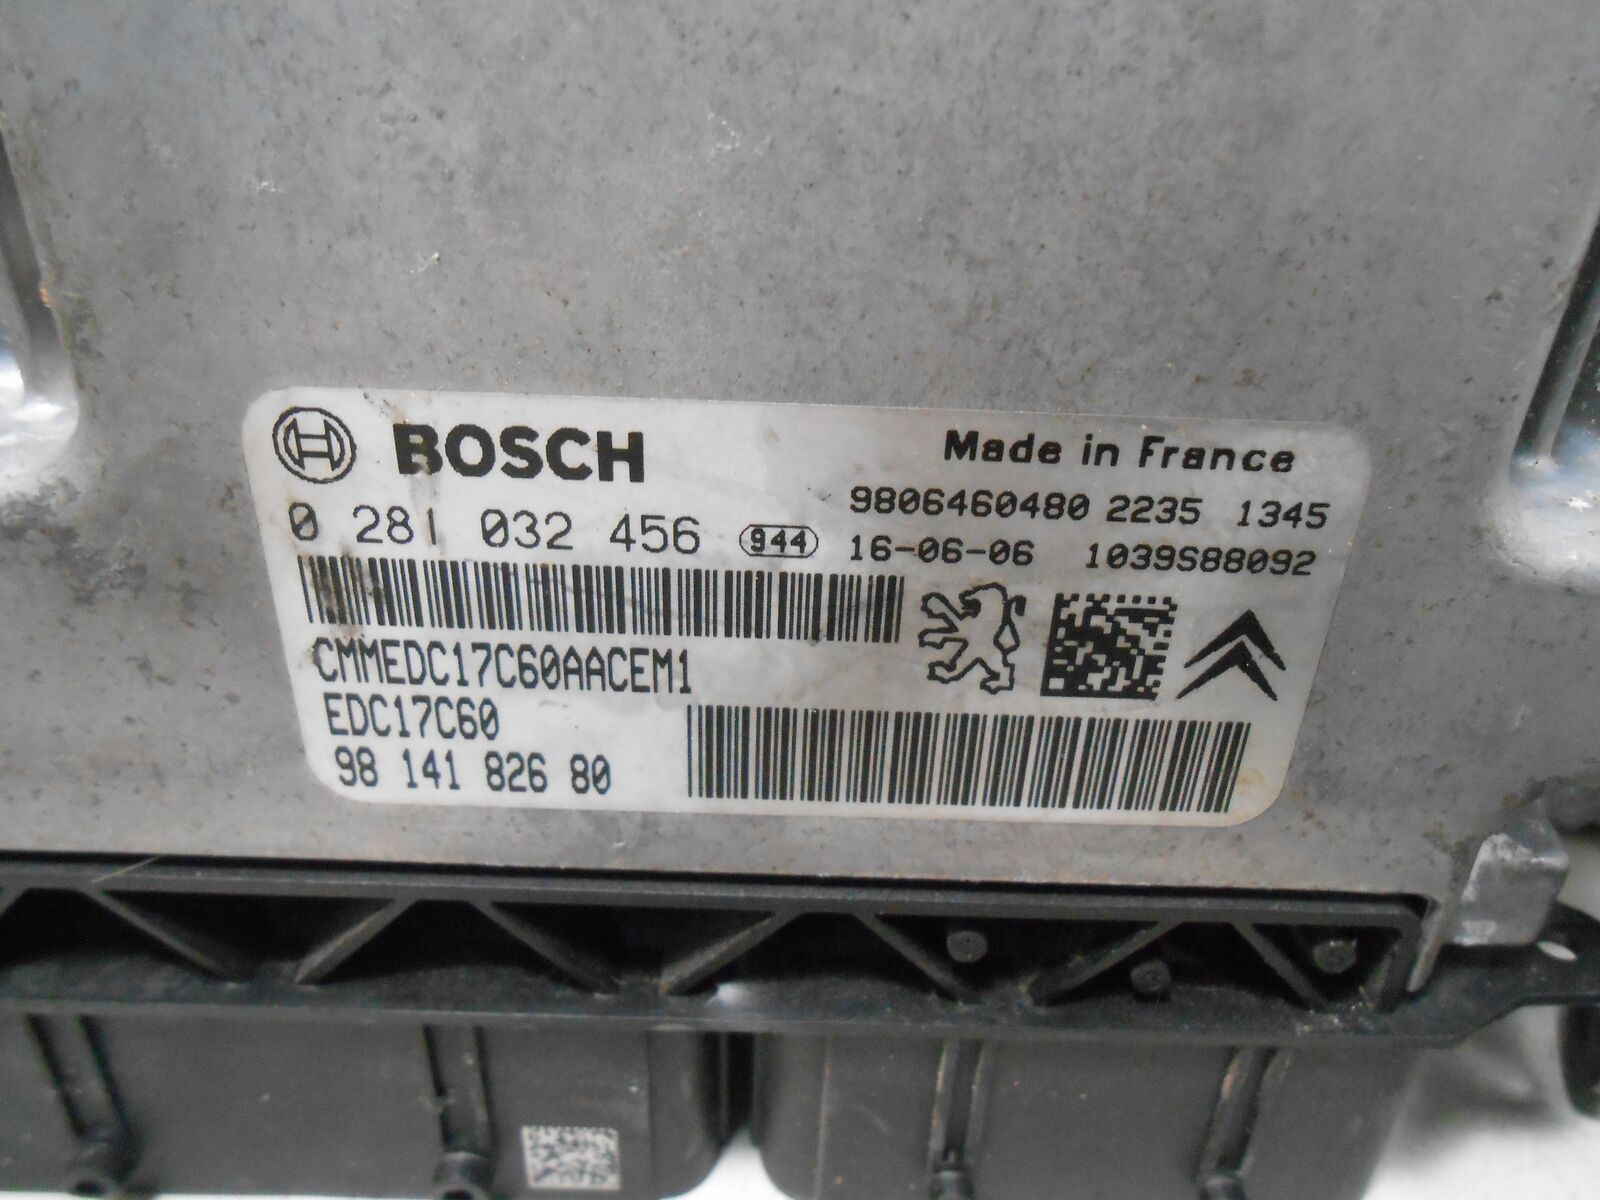 BOSCH
Made in France
0 281 032 456 944
9806460480 2235 1345
16-06-06 1039S88092
CMMEDC17C60AACEM1
EDC17C60
98 141 826 80